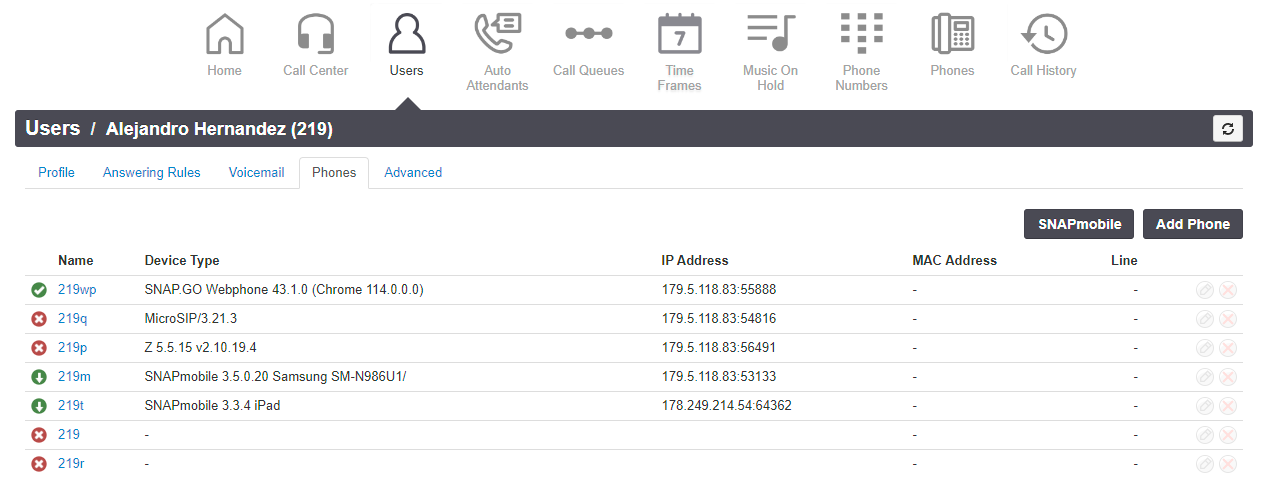 7
Home Call Center Users Auto Attendants Call Queues Time Frames Music On Hold Phone Numbers Phones Call History
Users / Alejandro Hernandez (219)
Profile Answering Rules Voicemail Phones Advanced
SNAPmobile Add Phone
Name Device Type IP Address MAC Address Line
219wp SNAP.GO Webphone 43.1.0 (Chrome 114.0.0.0) 179.5.118.83:55888 - -
219q MicroSIP/3.21.3 179.5.118.83:54816 - -
219p Z 5.5.15 v2.10.19.4 179.5.118.83:56491 - -
219m SNAPmobile 3.5.0.20 Samsung SM-N986U1/ 179.5.118.83:53133 - -
219t SNAPmobile 3.3.4 iPad 178.249.214.54:64362 - -
219 - - -
219r - - -